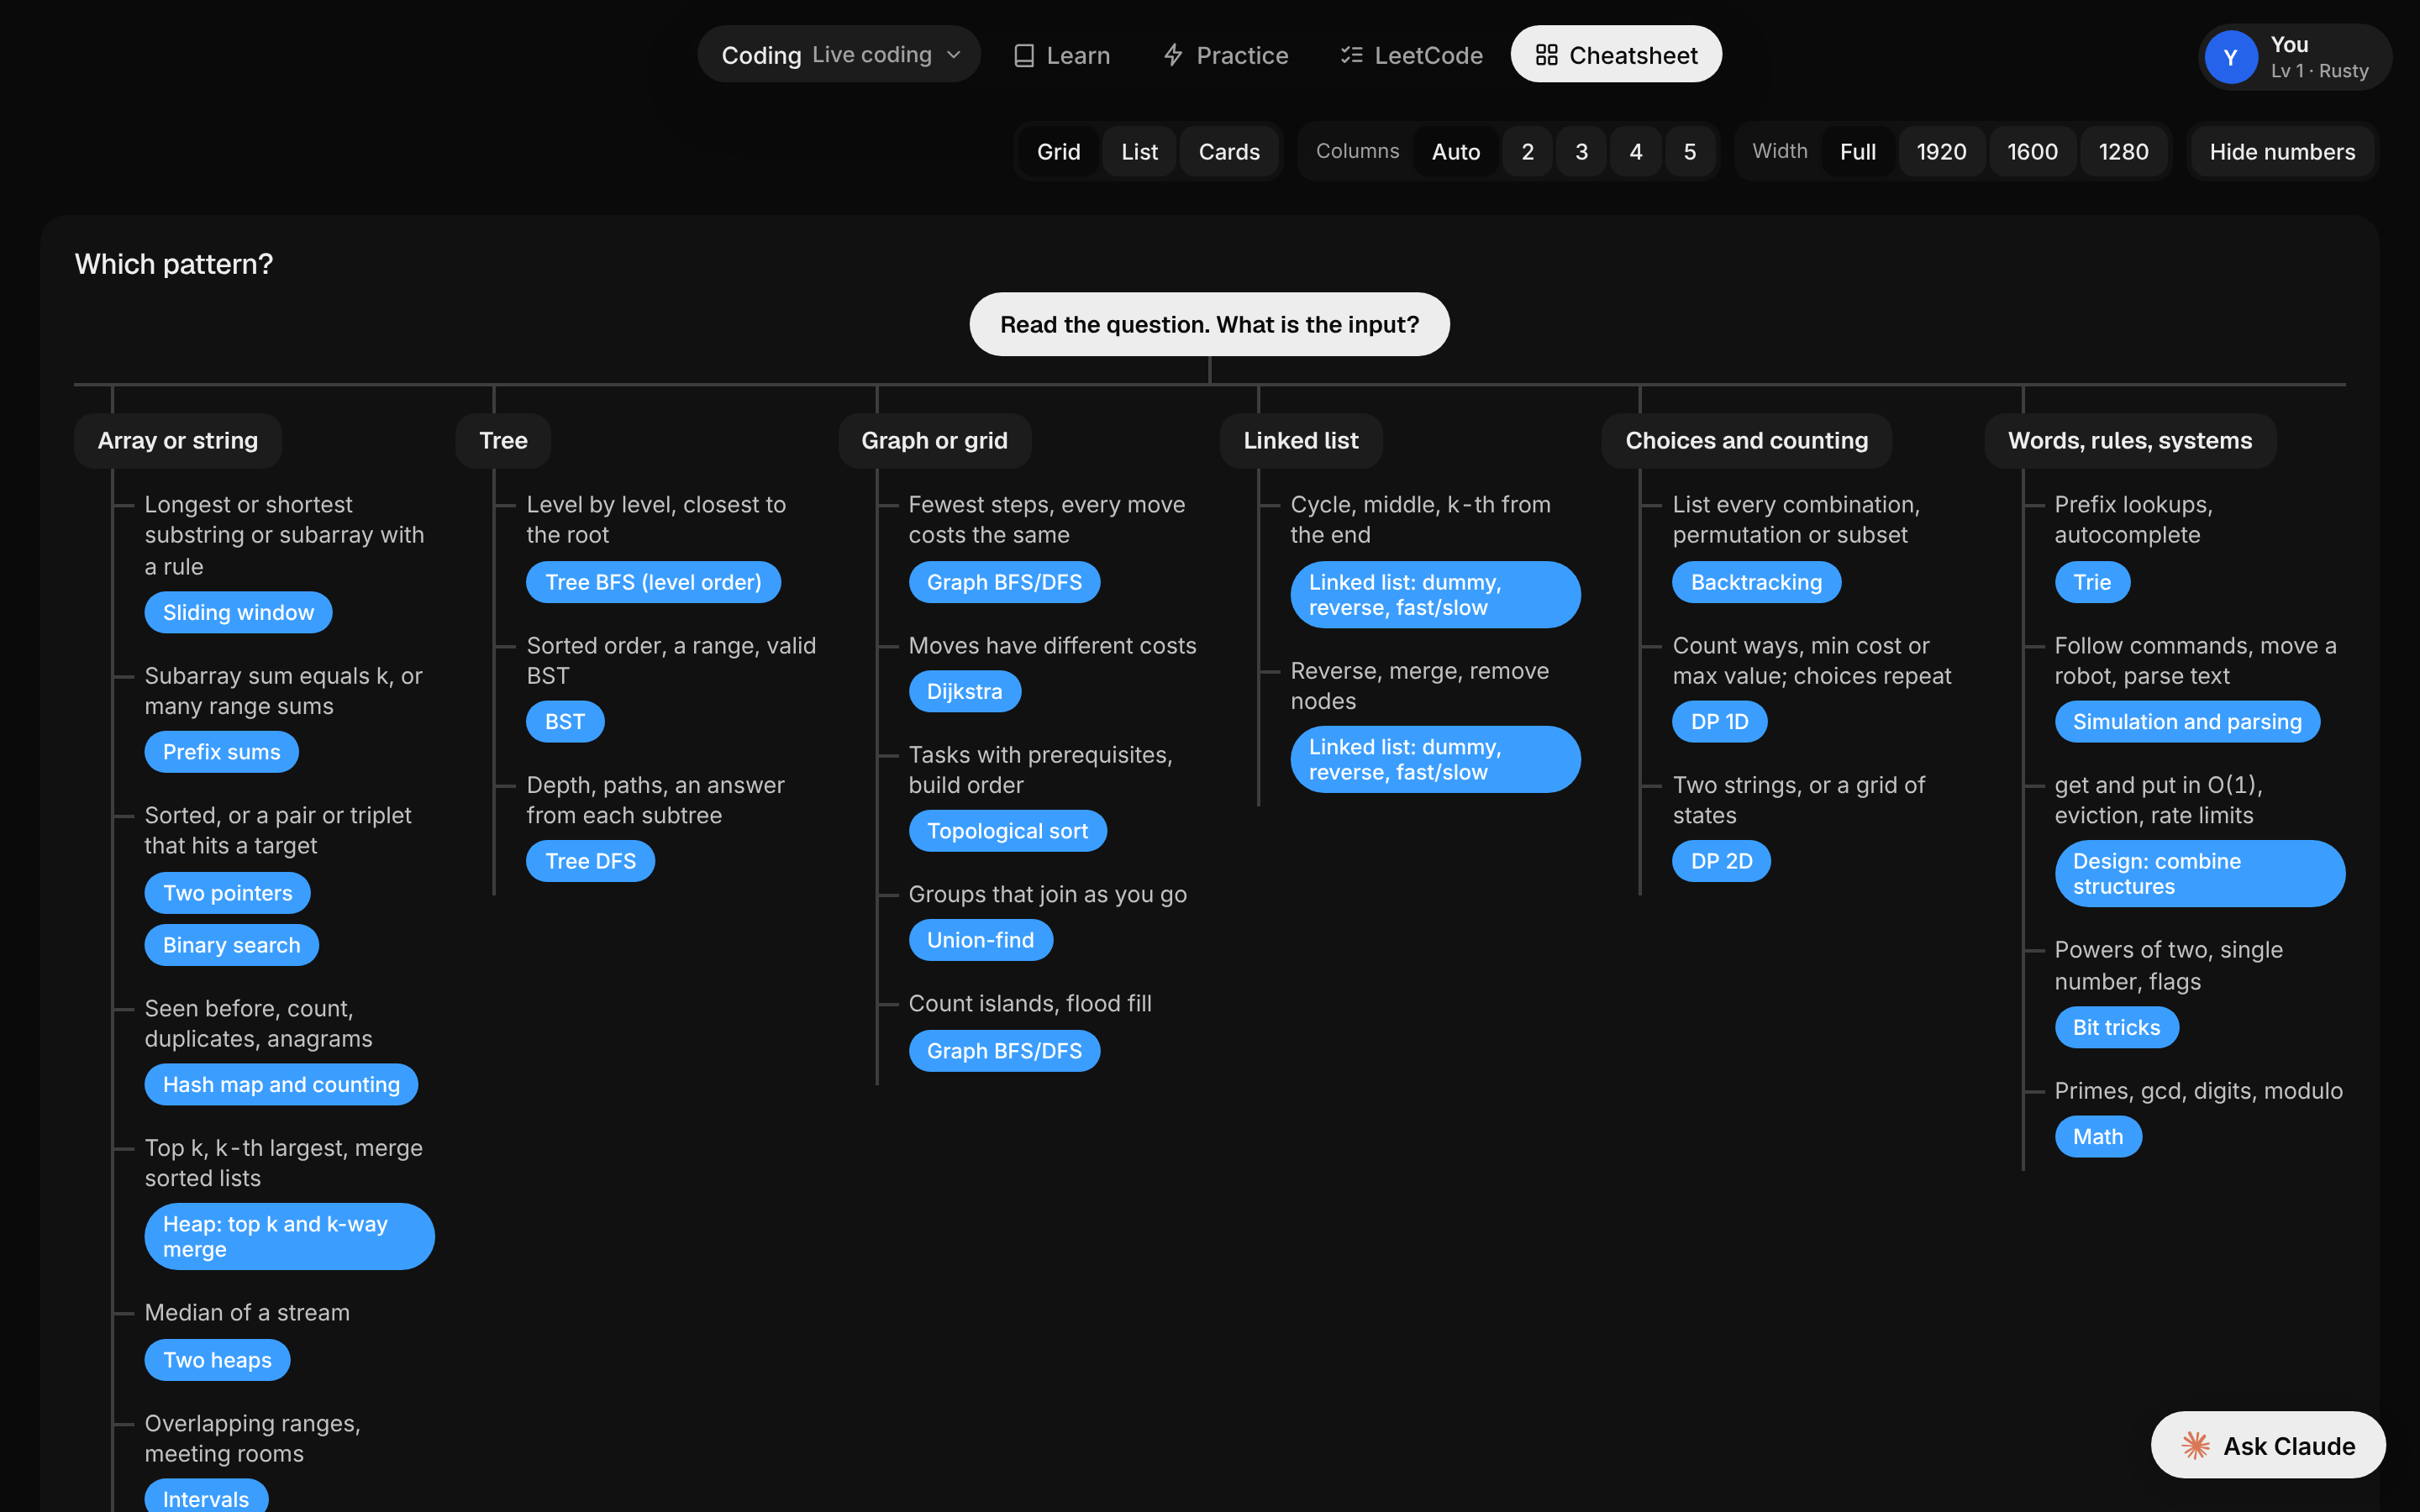 Coding Live coding
Learn
Practice
LeetCode
Cheatsheet
Y
You
Lv 1 · Rusty
Grid
List
Cards
Columns
Auto
2
3
4
5
Width
Full
1920
1600
1280
Hide numbers
Which pattern?
Read the question. What is the input?
Array or string
Longest or shortest
substring or subarray with
a rule
Sliding window
Subarray sum equals k, or
many range sums
Prefix sums
Sorted, or a pair or triplet
that hits a target
Two pointers
Binary search
Seen before, count,
duplicates, anagrams
Hash map and counting
Top k, k-th largest, merge
sorted lists
Heap: top k and k-way
merge
Median of a stream
Two heaps
Overlapping ranges,
meeting rooms
Intervals
Tree
Level by level, closest to
the root
Tree BFS (level order)
Sorted order, a range, valid
BST
BST
Depth, paths, an answer
from each subtree
Tree DFS
Graph or grid
Fewest steps, every move
costs the same
Graph BFS/DFS
Moves have different costs
Dijkstra
Tasks with prerequisites,
build order
Topological sort
Groups that join as you go
Union-find
Count islands, flood fill
Graph BFS/DFS
Linked list
Cycle, middle, k-th from
the end
Linked list: dummy,
reverse, fast/slow
Reverse, merge, remove
nodes
Linked list: dummy,
reverse, fast/slow
Choices and counting
List every combination,
permutation or subset
Backtracking
Count ways, min cost or
max value; choices repeat
DP 1D
Two strings, or a grid of
states
DP 2D
Words, rules, systems
Prefix lookups,
autocomplete
Trie
Follow commands, move a
robot, parse text
Simulation and parsing
get and put in O(1),
eviction, rate limits
Design: combine
structures
Powers of two, single
number, flags
Bit tricks
Primes, gcd, digits, modulo
Math
Ask Claude